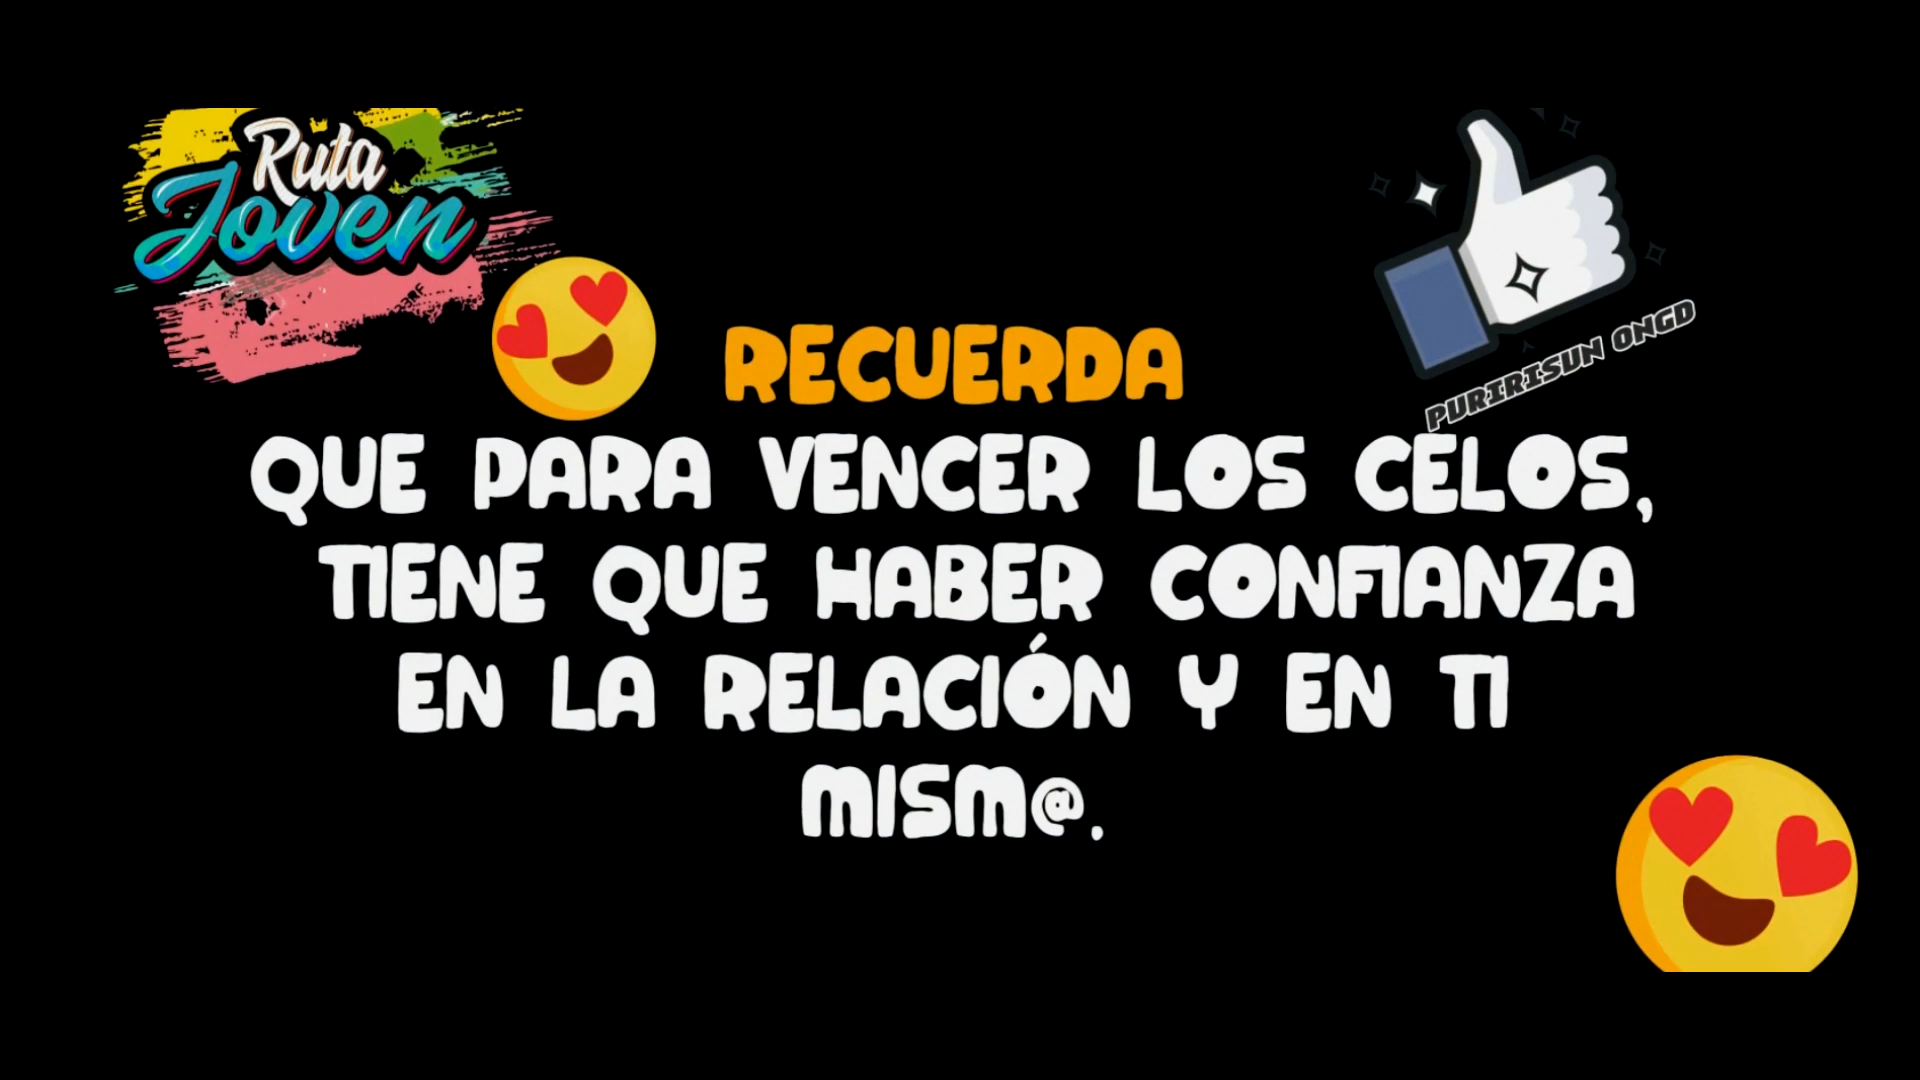 Ruta
Joven
PURIRISUN ONGD
RECUERDA
QUE PARA VENCER LOS CELOS,
TIENE QUE HABER CONFIANZA
EN LA RELACIÓN Y EN TI
MISM@.